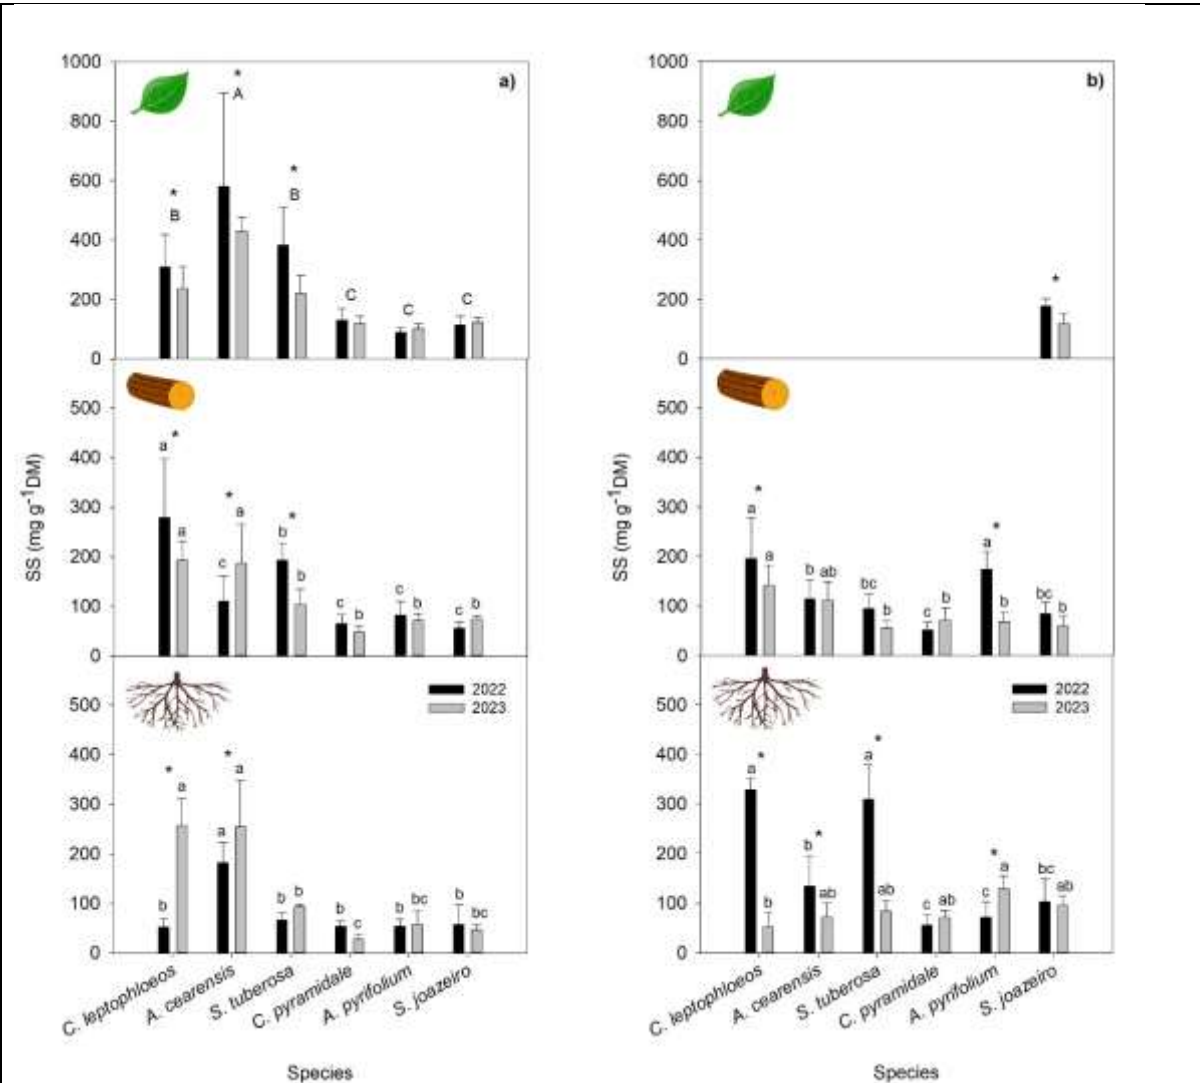 a)
1000
800
600
400
200
0
* B
* A
* B
C
C
C
500
400
300
200
100
0
a * a
c * a
b * b
c b
c b
c b
SS (mg g-1DM)
500
400
300
200
100
0
2022
2023
b * a
a * a
b b
b c
b bc
b bc
C. leptophloeos
A. cearensis
S. tuberosa
C. pyramidale
A. pyrifolium
S. joazeiro
Species
b)
1000
800
600
400
200
0
*
500
400
300
200
100
0
a * a
b ab
bc b
c b
a * b
bc b
SS (mg g-1DM)
500
400
300
200
100
0
2022
2023
a * b
b * ab
a * ab
c ab
c * a
bc ab
C. leptophloeos
A. cearensis
S. tuberosa
C. pyramidale
A. pyrifolium
S. joazeiro
Species